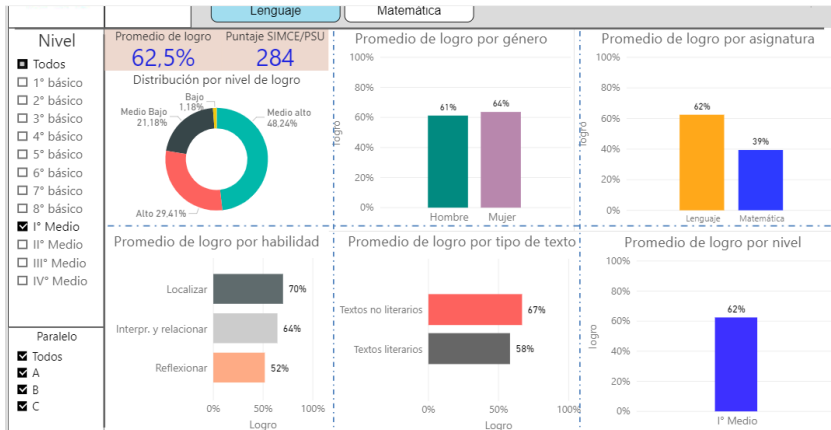 Lenguaje
Matemática
Nivel
Todos
1° básico
2° básico
3° básico
4° básico
5° básico
6° básico
7° básico
8° básico
I° Medio
II° Medio
III° Medio
IV° Medio
Paralelo
Todos
A
B
C
Promedio de logro
62,5%
Puntaje SIMCE/PSU
284
Distribución por nivel de logro
Bajo
1,18%
Medio Bajo
21,18%
Medio alto
48,24%
Alto 29,41%
Promedio de logro por género
100%
80%
60%
40%
20%
0%
logro
61%
64%
Hombre
Mujer
Promedio de logro por asignatura
100%
80%
60%
40%
20%
0%
logro
62%
39%
Lenguaje
Matemática
Promedio de logro por habilidad
Localizar
70%
Interpr. y relacionar
64%
Reflexionar
52%
0%
50%
100%
Logro
Promedio de logro por tipo de texto
Textos no literarios
67%
Textos literarios
58%
0%
50%
100%
Logro
Promedio de logro por nivel
100%
80%
60%
40%
20%
0%
logro
62%
I° Medio